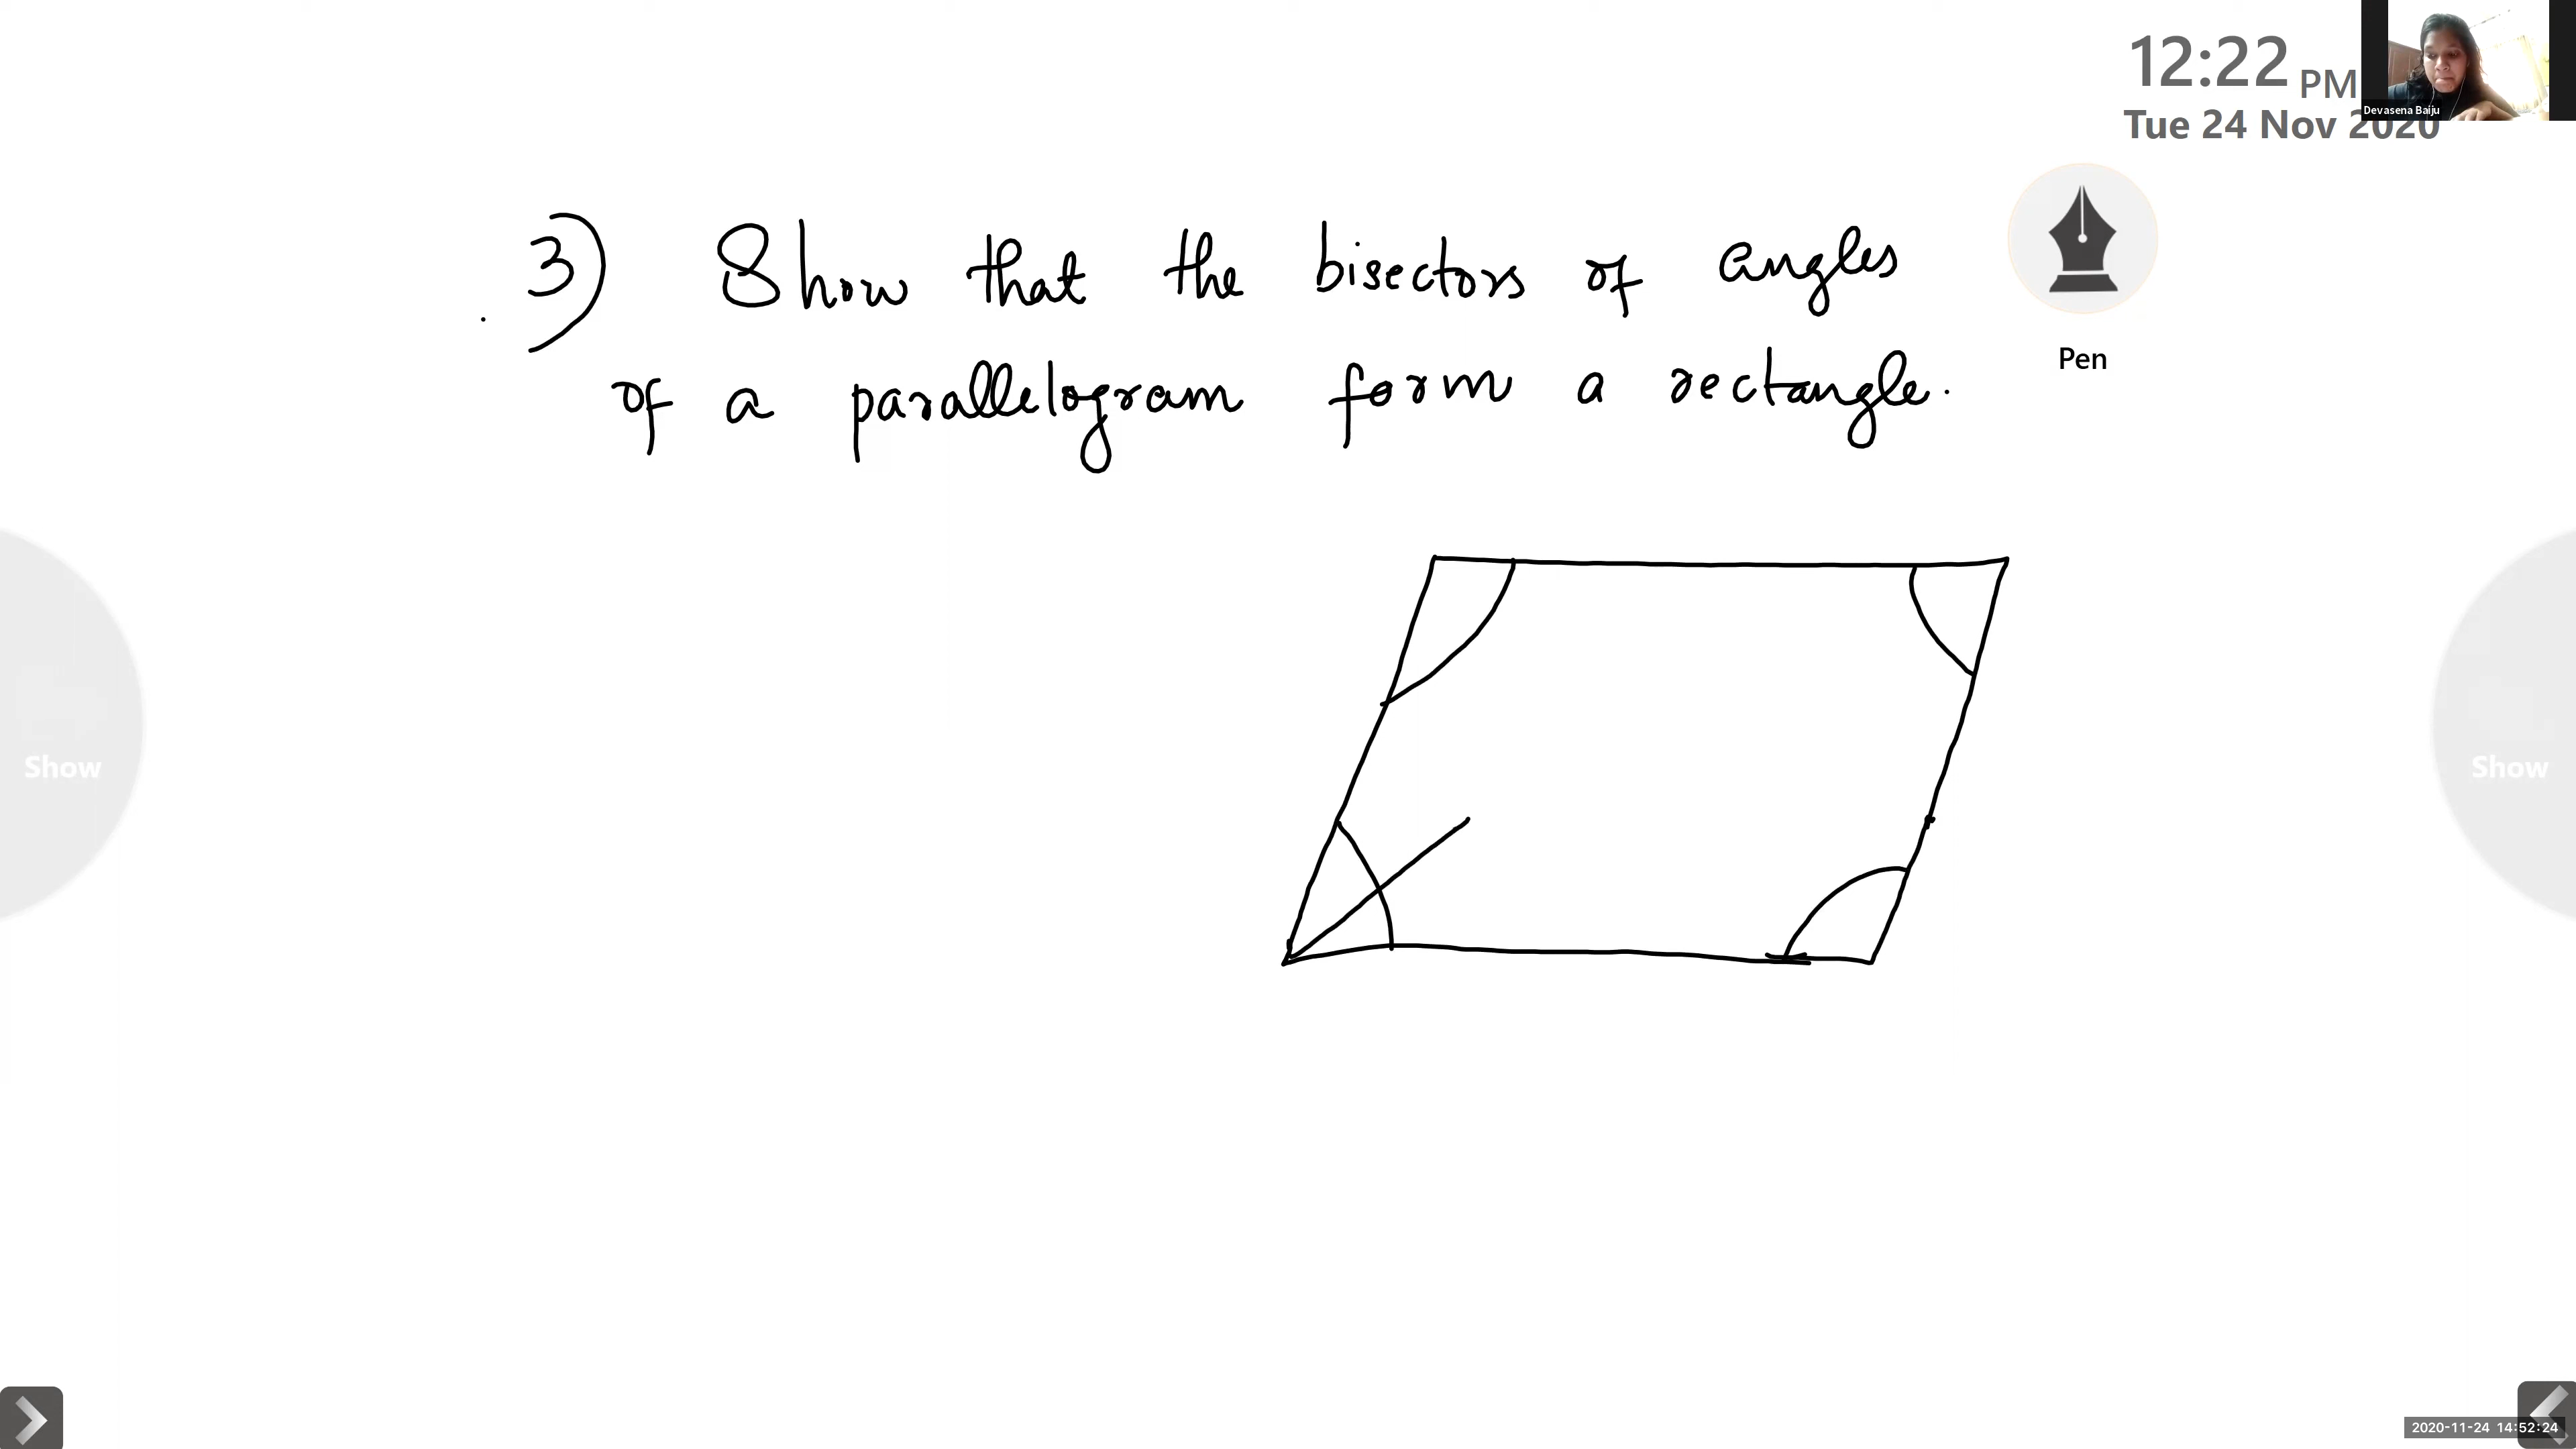 12:22 PM
Tue 24 Nov 2020
Devasena Baiju
3) Show that the bisectors of angles
of a parallelogram form a rectangle.
Pen
Show
Show
2020-11-24 14:52:24